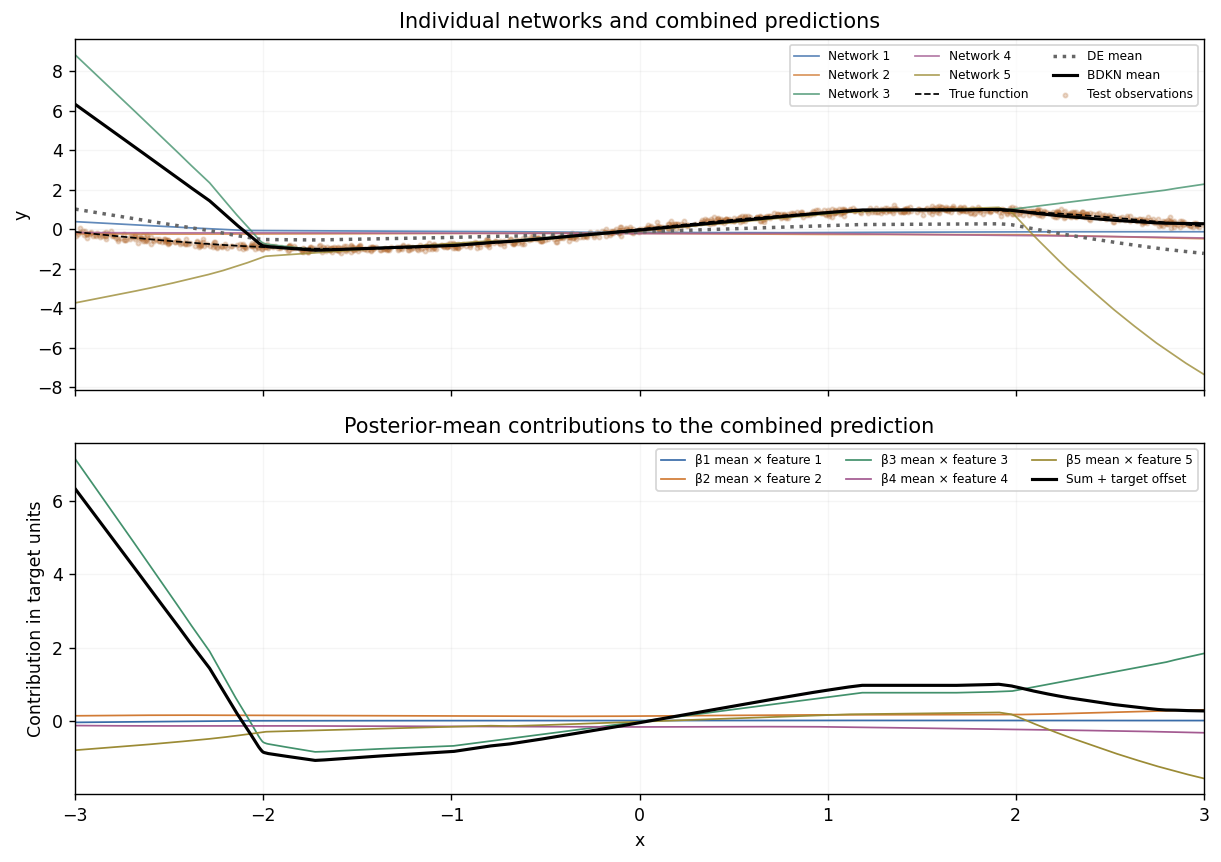 Individual networks and combined predictions
8
6
4
2
0
−2
−4
−6
−8
y
Network 1
Network 2
Network 3
Network 4
Network 5
True function
DE mean
BDKN mean
Test observations
Posterior-mean contributions to the combined prediction
6
4
2
0
Contribution in target units
β1 mean × feature 1
β2 mean × feature 2
β3 mean × feature 3
β4 mean × feature 4
β5 mean × feature 5
Sum + target offset
−3
−2
−1
0
1
2
3
x